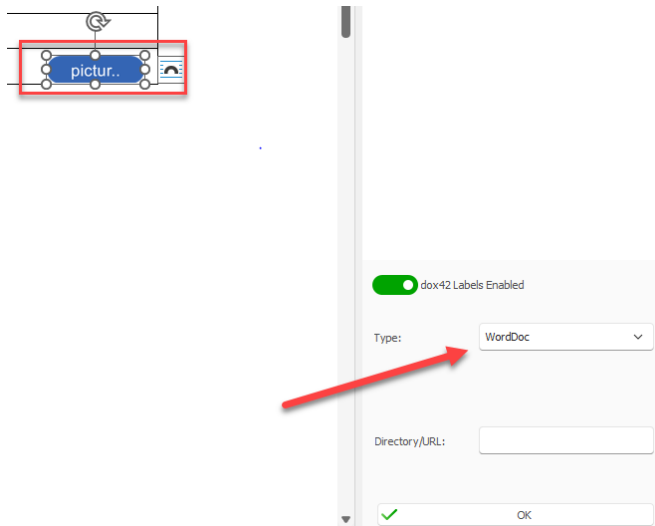 pictur..
dox42 Labels Enabled
Type:
WordDoc
Directory/URL:
OK